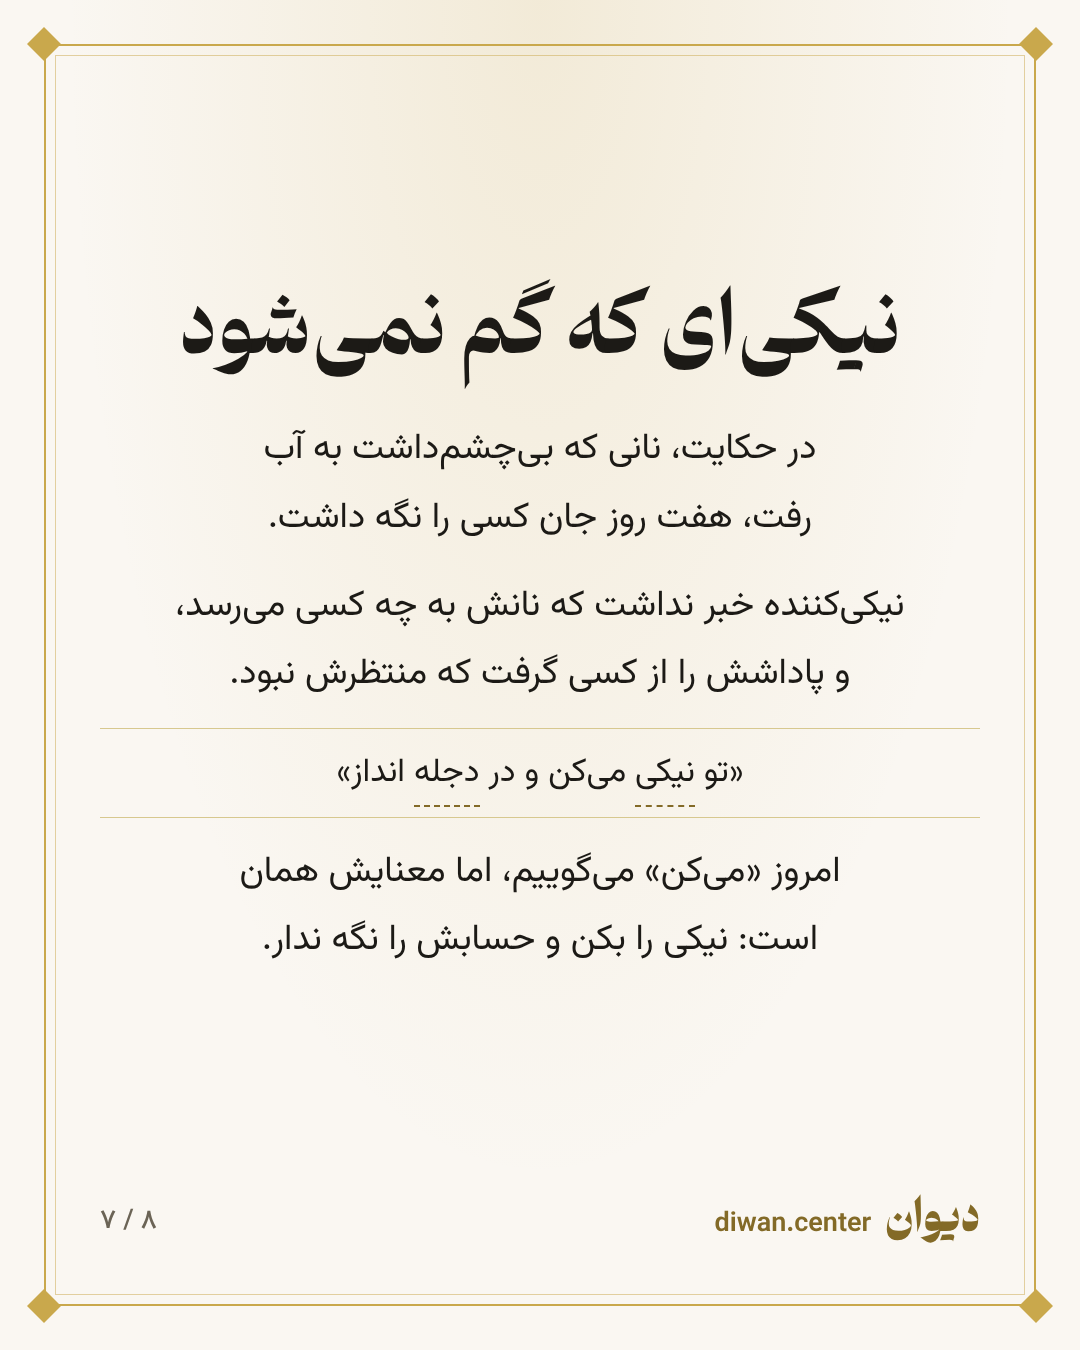 نیکی‌ای که گم نمی‌شود
در حکایت، نانی که بی‌چشم‌داشت به آب
رفت، هفت روز جان کسی را نگه داشت.
نیکی‌کننده خبر نداشت که نانش به چه کسی می‌رسد،
و پاداشش را از کسی گرفت که منتظرش نبود.
«تو نیکی می‌کن و در دجله انداز»
امروز «می‌کن» می‌گوییم، اما معنایش همان
است: نیکی را بکن و حسابش را نگه ندار.
دیوان diwan.center
۷ / ۸